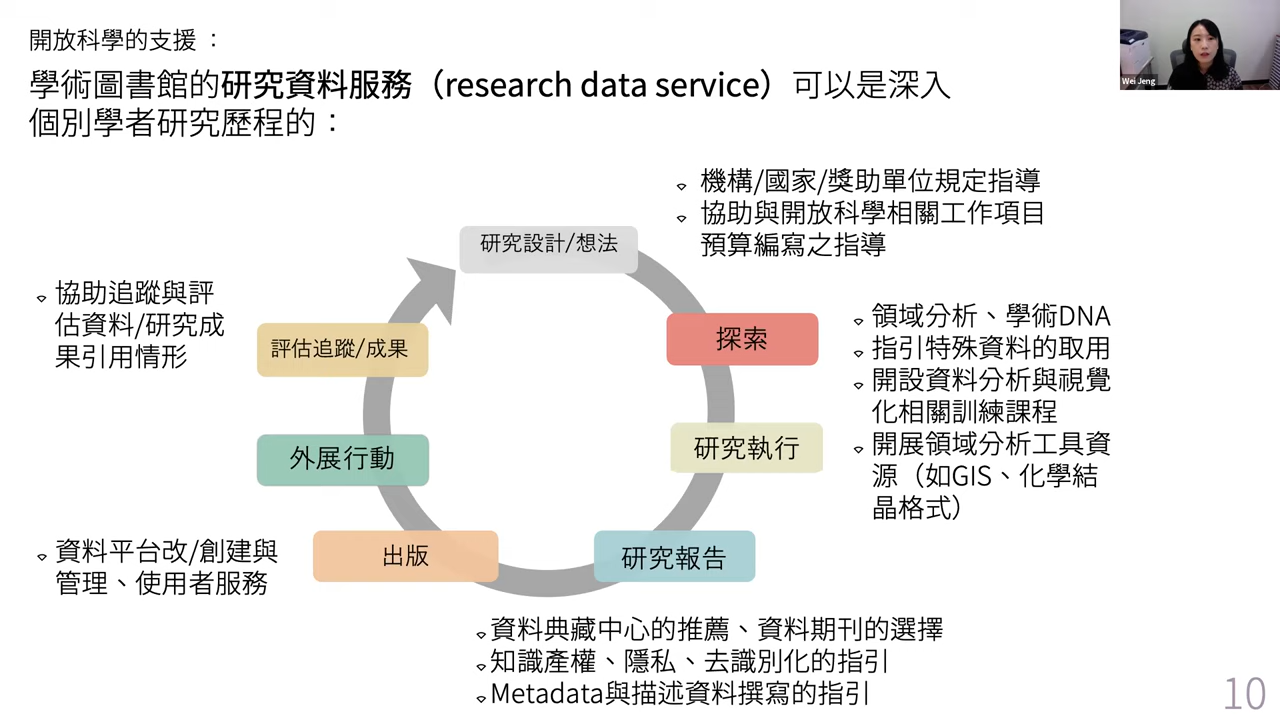 開放科學的支援：
學術圖書館的研究資料服務（research data service）可以是深入
個別學者研究歷程的：
Wei Jeng
機構/國家/獎助單位規定指導
協助與開放科學相關工作項目
預算編寫之指導
研究設計/想法
協助追蹤與評
估資料/研究成
果引用情形
評估追蹤/成果
探索
領域分析、學術DNA
指引特殊資料的取用
開設資料分析與視覺
化相關訓練課程
開展領域分析工具資
源（如GIS、化學結
晶格式）
外展行動
研究執行
資料平台改/創建與
管理、使用者服務
出版
研究報告
資料典藏中心的推薦、資料期刊的選擇
知識產權、隱私、去識別化的指引
Metadata與描述資料撰寫的指引
10